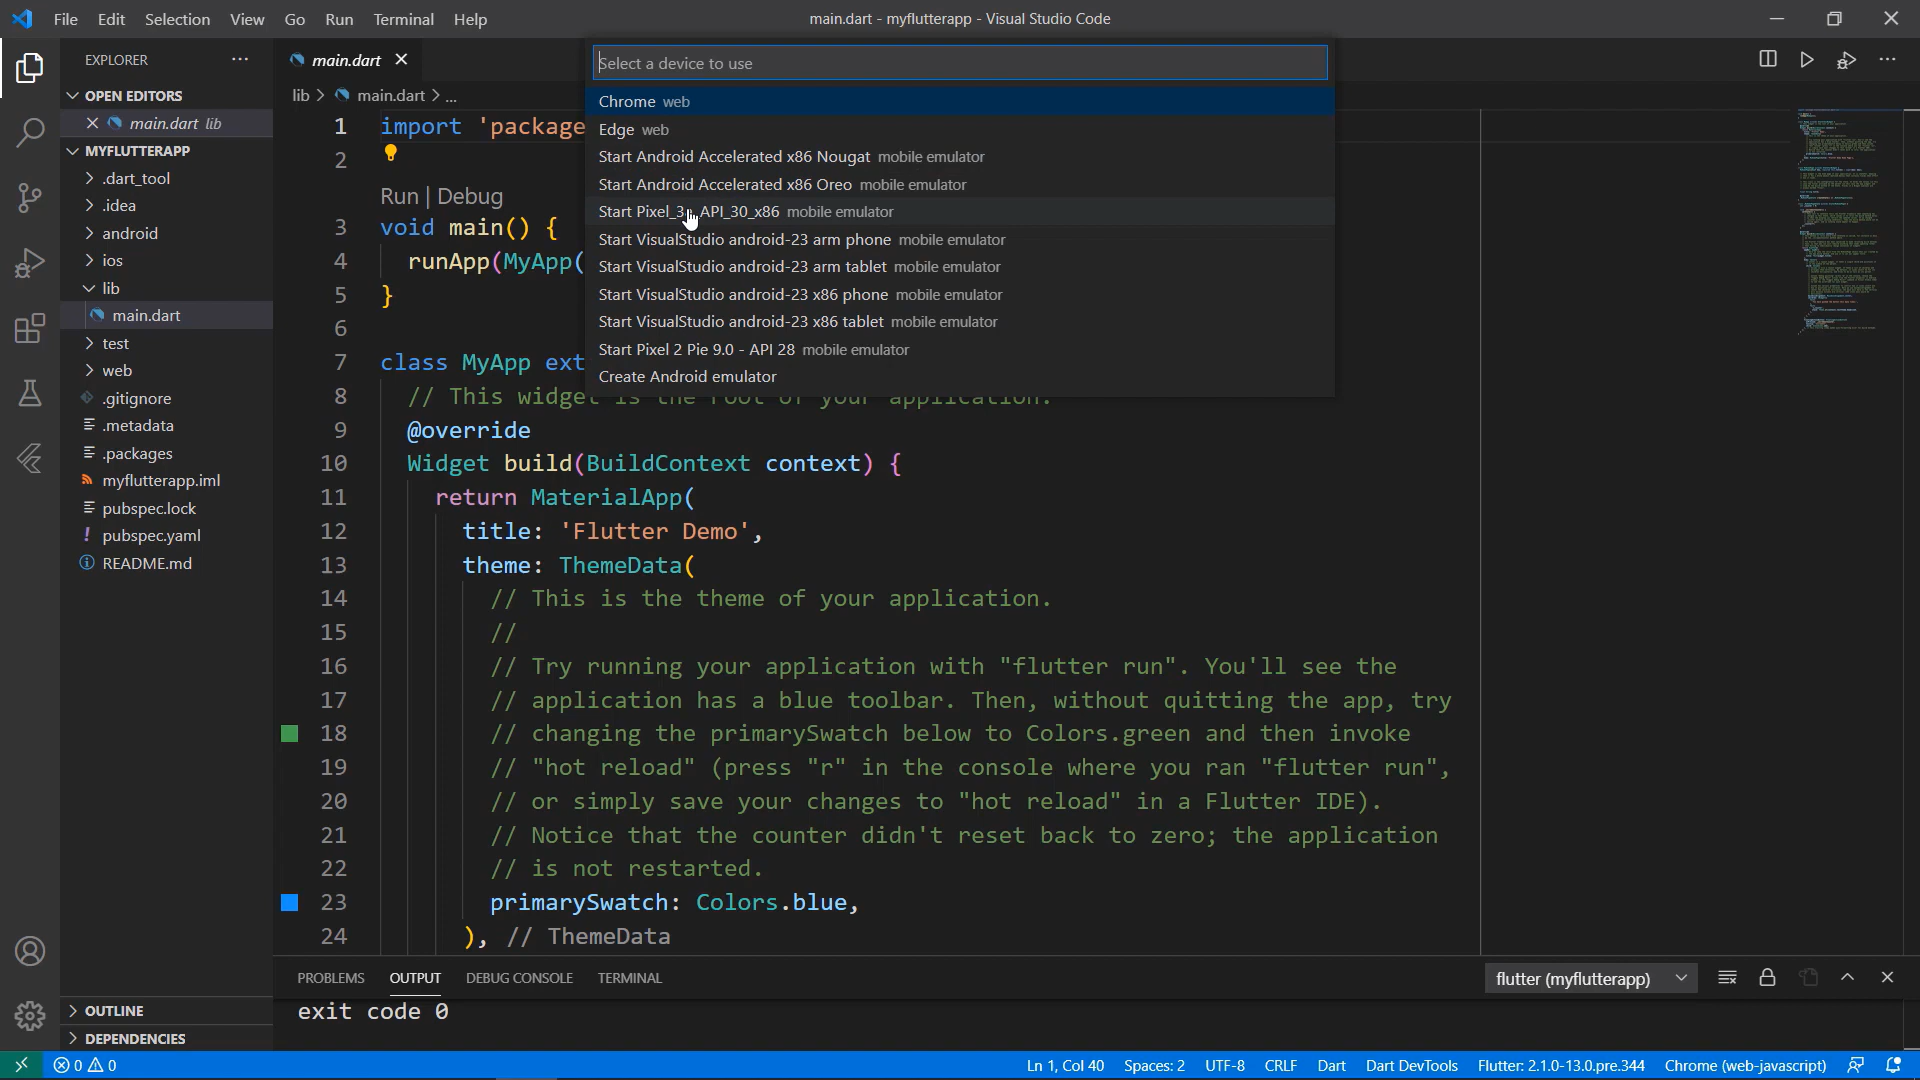 File Edit Selection View Go Run Terminal Help
main.dart - myflutterapp - Visual Studio Code
EXPLORER
OPEN EDITORS
main.dart lib
MYFLUTTERAPP
.dart_tool
.idea
android
ios
lib
main.dart
test
web
.gitignore
.metadata
.packages
myflutterapp.iml
pubspec.lock
pubspec.yaml
README.md
OUTLINE
DEPENDENCIES
main.dart
lib > main.dart > ...
Select a device to use
Chrome web
Edge web
Start Android Accelerated x86 Nougat mobile emulator
Start Android Accelerated x86 Oreo mobile emulator
Start Pixel_3 API_30_x86 mobile emulator
Start VisualStudio android-23 arm phone mobile emulator
Start VisualStudio android-23 arm tablet mobile emulator
Start VisualStudio android-23 x86 phone mobile emulator
Start VisualStudio android-23 x86 tablet mobile emulator
Start Pixel 2 Pie 9.0 - API 28 mobile emulator
Create Android emulator
1 import 'package
2
Run | Debug
3 void main() {
4 runApp(MyApp(
5 }
6
7 class MyApp ext
8 // This widget is the root of your application.
9 @override
10 Widget build(BuildContext context) {
11 return MaterialApp(
12 title: 'Flutter Demo',
13 theme: ThemeData(
14 // This is the theme of your application.
15 //
16 // Try running your application with "flutter run". You'll see the
17 // application has a blue toolbar. Then, without quitting the app, try
18 // changing the primarySwatch below to Colors.green and then invoke
19 // "hot reload" (press "r" in the console where you ran "flutter run",
20 // or simply save your changes to "hot reload" in a Flutter IDE).
21 // Notice that the counter didn't reset back to zero; the application
22 // is not restarted.
23 primarySwatch: Colors.blue,
24 ), // ThemeData
PROBLEMS OUTPUT DEBUG CONSOLE TERMINAL
flutter (myflutterapp)
exit code 0
0 0
Ln 1, Col 40 Spaces: 2 UTF-8 CRLF Dart Dart DevTools Flutter: 2.1.0-13.0.pre.344 Chrome (web-javascript)